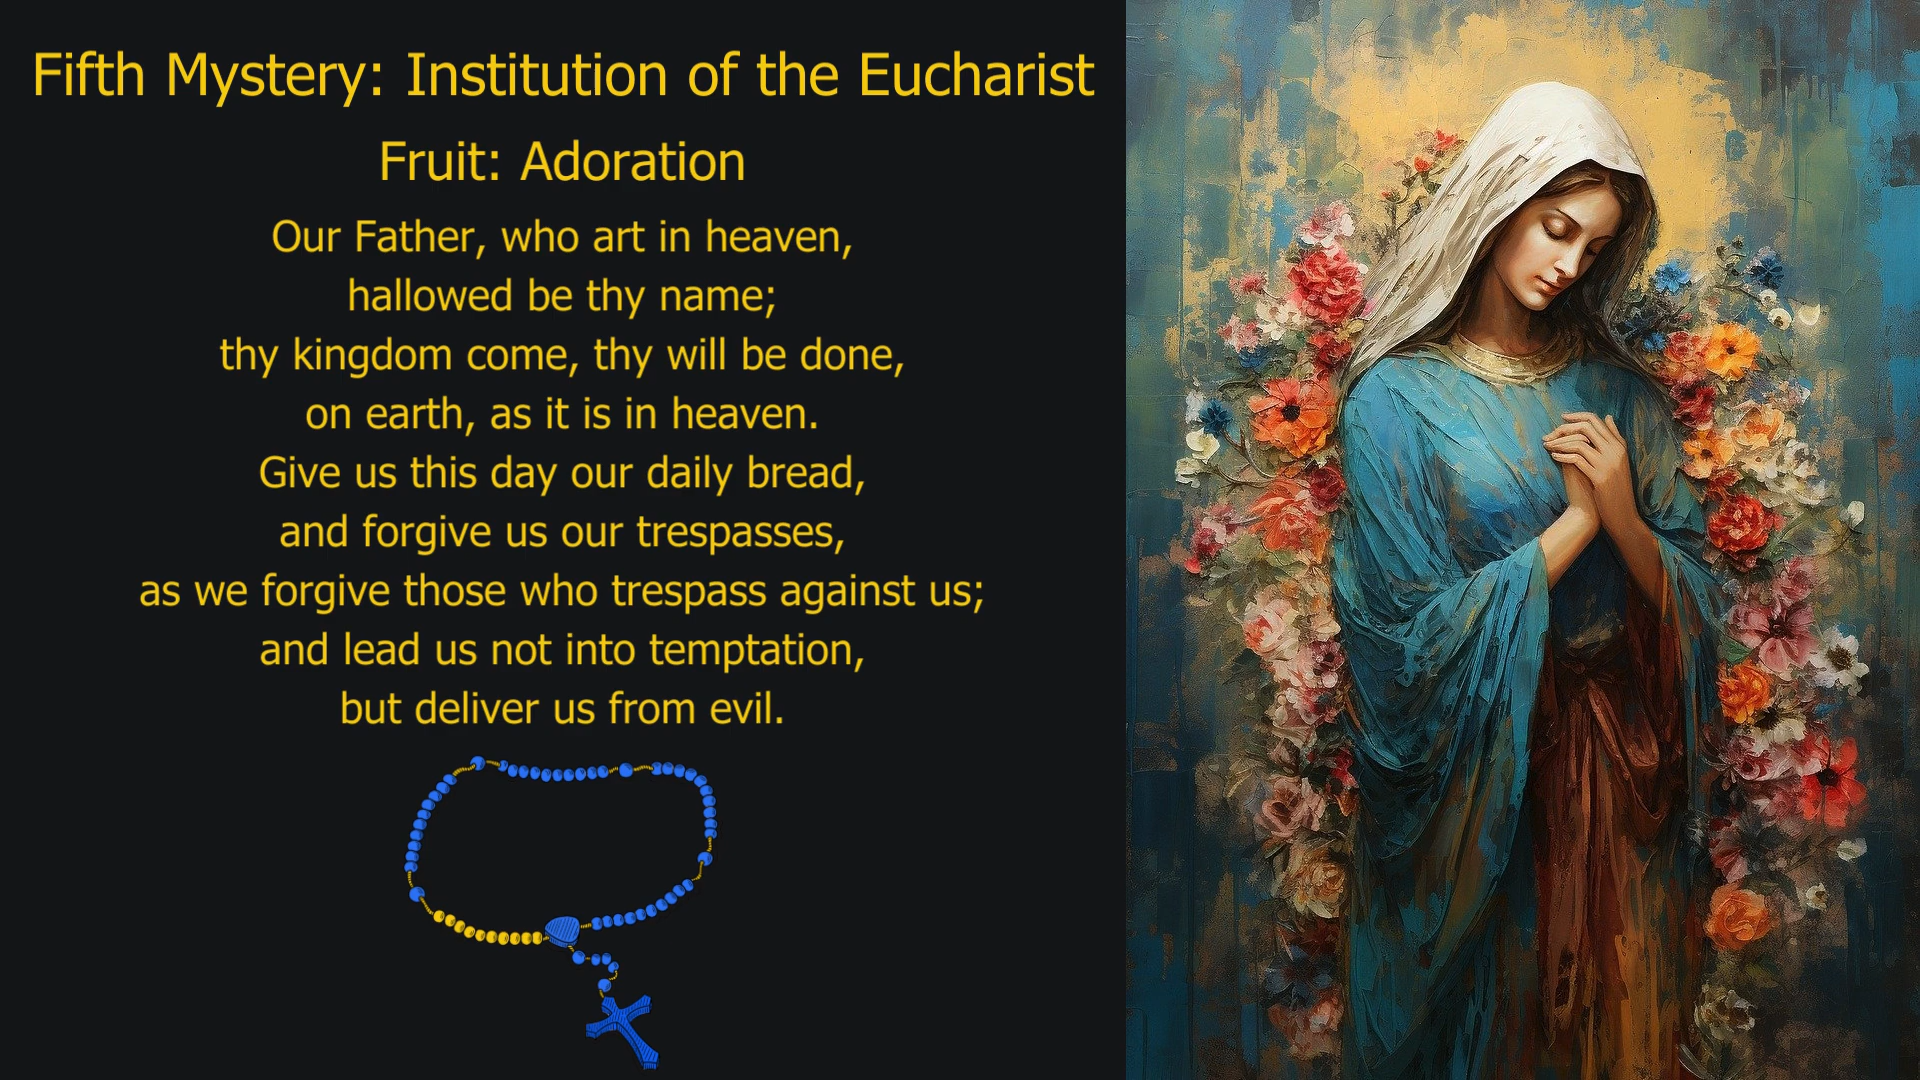 Fifth Mystery: Institution of the Eucharist
Fruit: Adoration
Our Father, who art in heaven,
hallowed be thy name;
thy kingdom come, thy will be done,
on earth, as it is in heaven.
Give us this day our daily bread,
and forgive us our trespasses,
as we forgive those who trespass against us;
and lead us not into temptation,
but deliver us from evil.